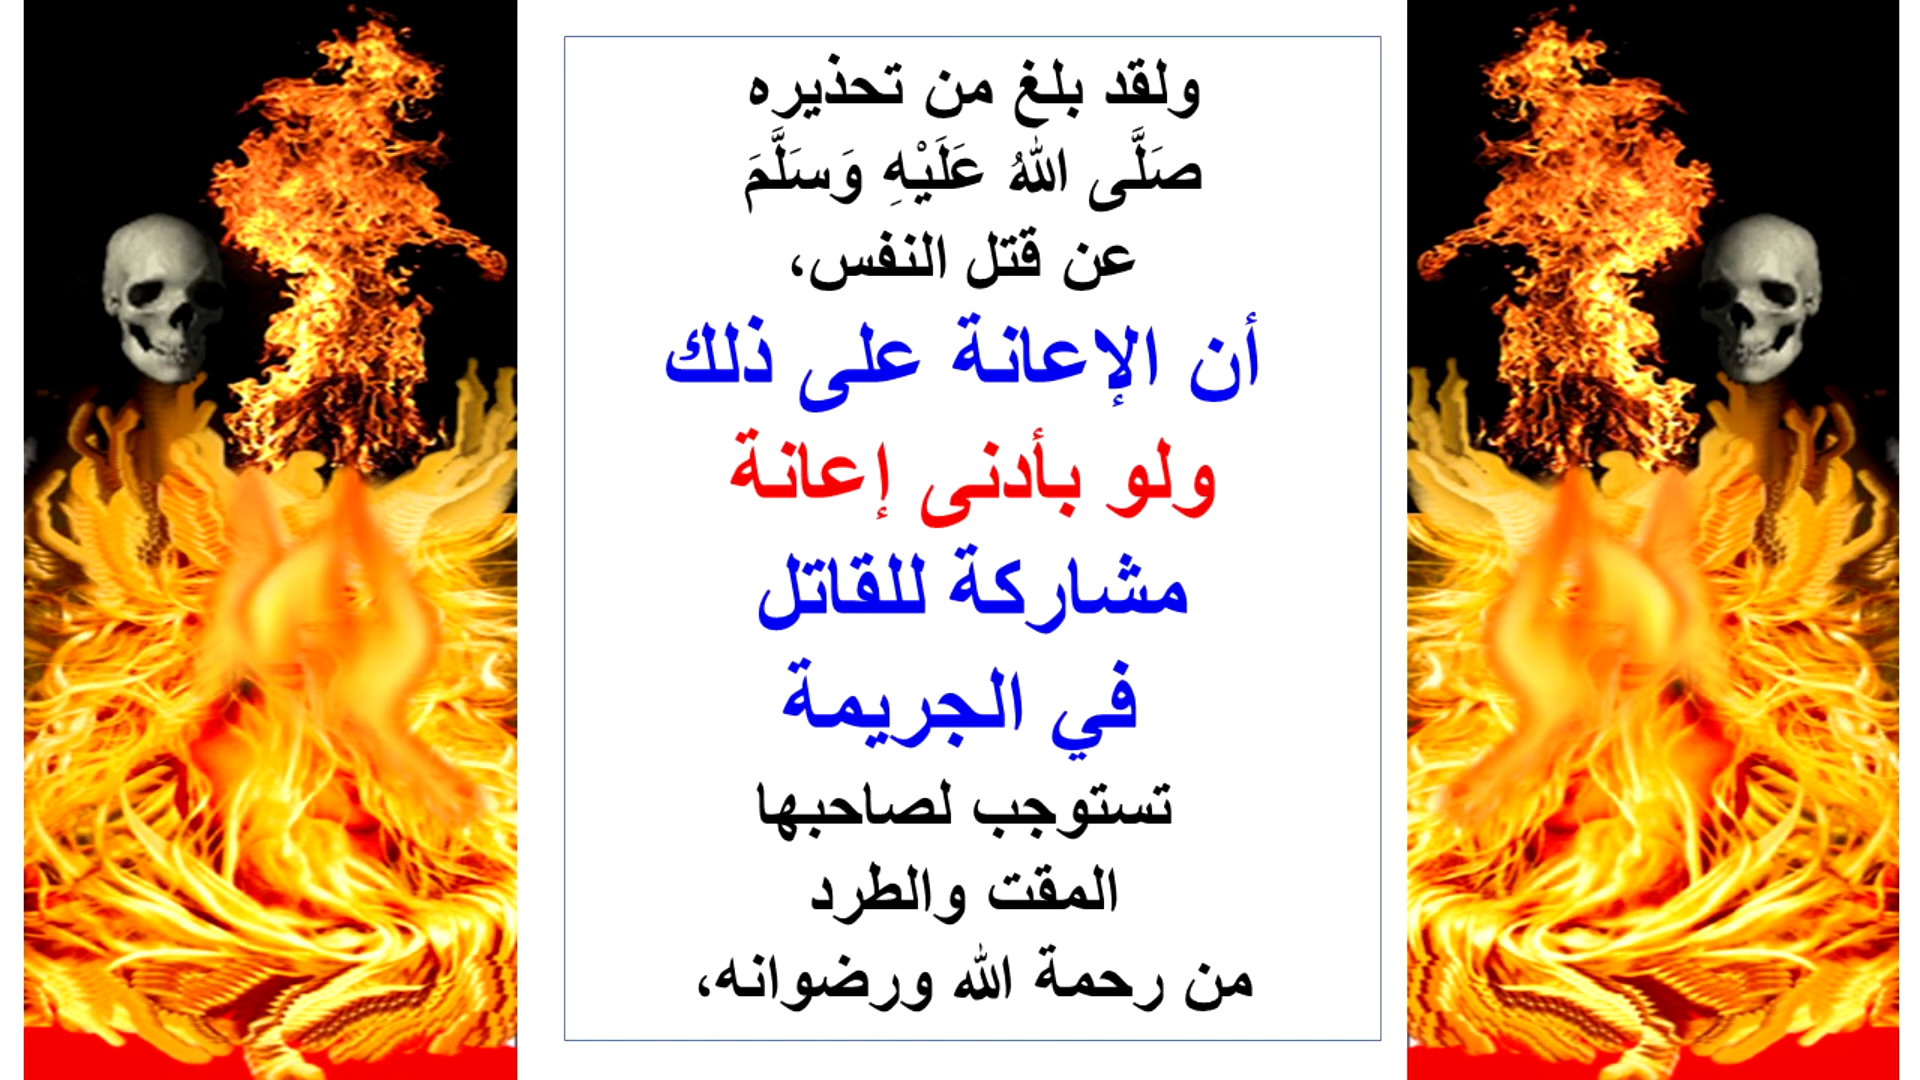 ولقد بلغ من تحذيره
صَلَّى اللهُ عَلَيْهِ وَسَلَّمَ
عن قتل النفس،
أن الإعانة على ذلك
ولو بأدنى إعانة
مشاركة للقاتل
في الجريمة
تستوجب لصاحبها
المقت والطرد
من رحمة الله ورضوانه،